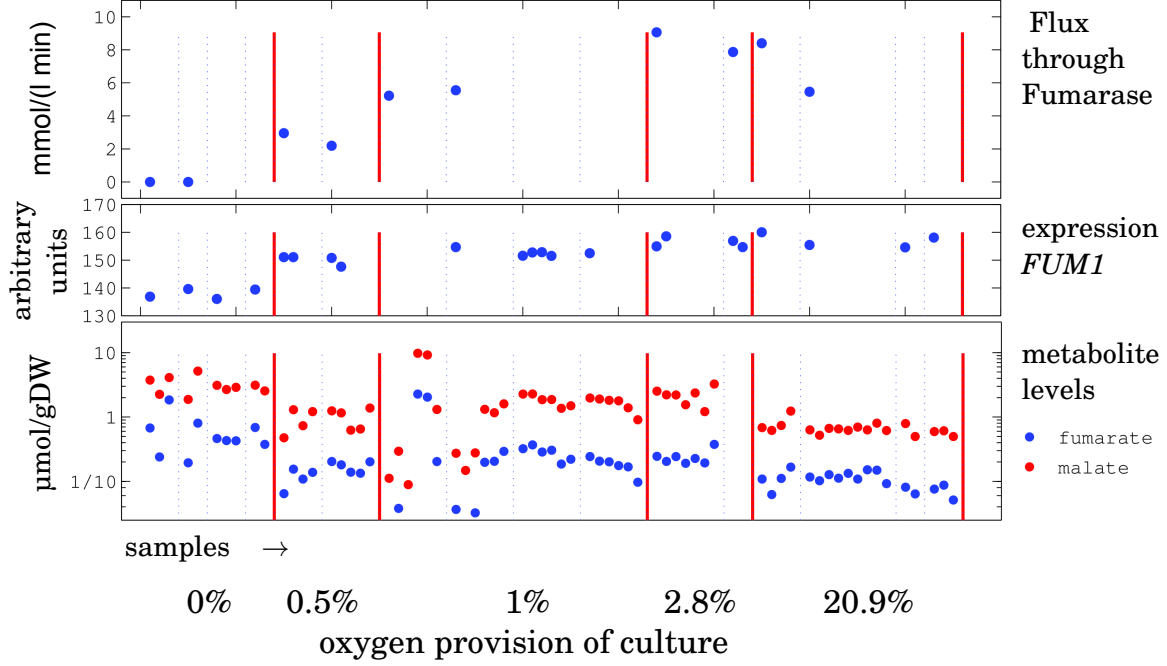 10
8
6
4
2
0
mmol/(l min)
Flux
through
Fumarase
170
160
150
140
130
arbitrary
units
expression
FUM1
10
1
1/10
μmol/gDW
metabolite
levels
fumarate
malate
samples →
0% 0.5% 1% 2.8% 20.9%
oxygen provision of culture